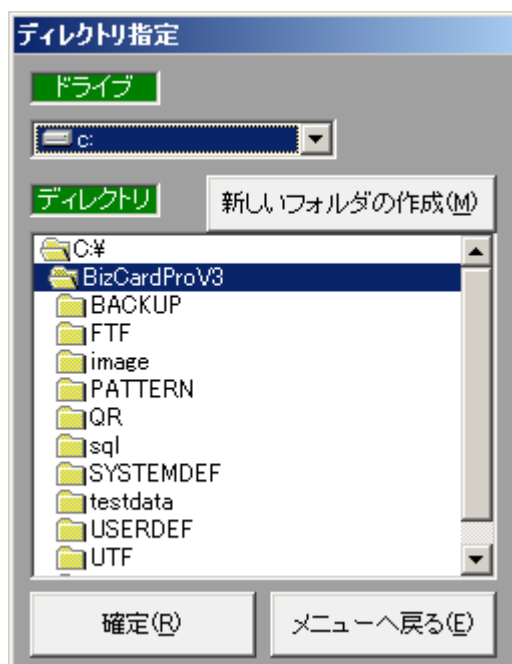 ディレクトリ指定
ドライブ
c:
ディレクトリ
新しいフォルダの作成(M)
C:¥
BizCardProV3
BACKUP
FTF
image
PATTERN
QR
sql
SYSTEMDEF
testdata
USERDEF
UTF
確定(R)
メニューへ戻る(E)